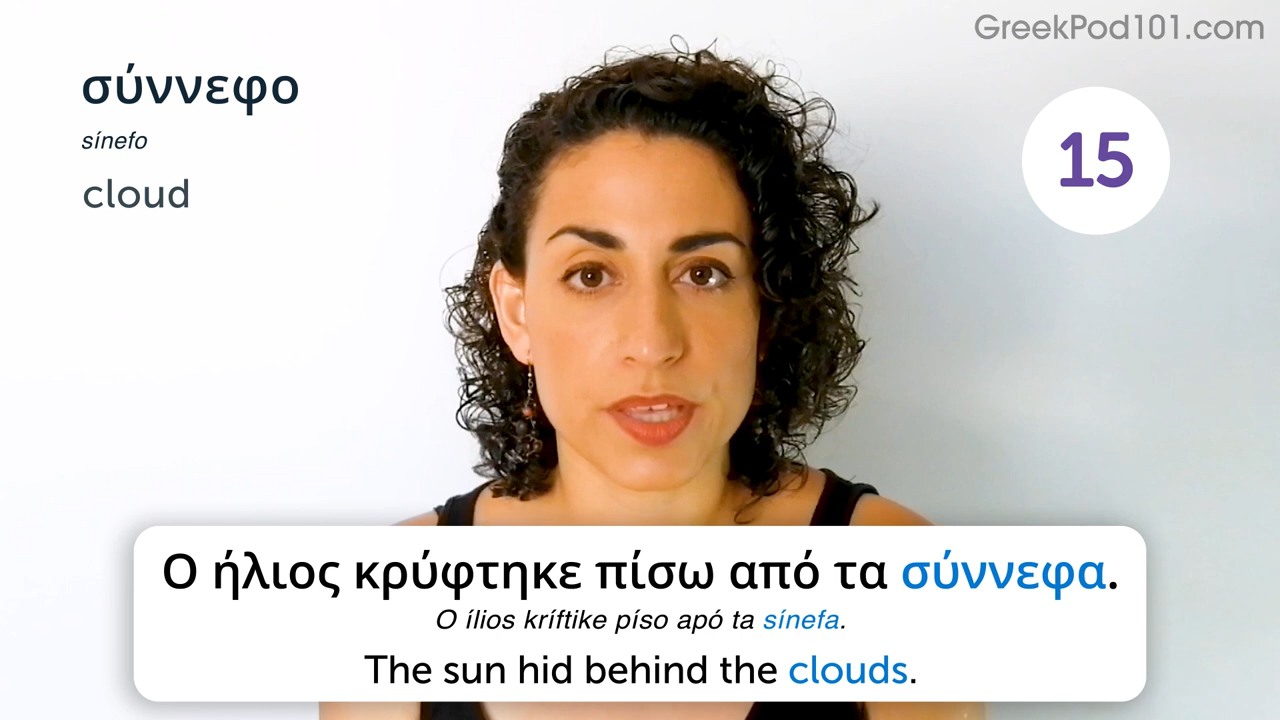 GreekPod101.com
σύννεφο
sínefo
cloud
15
Ο ήλιος κρύφτηκε πίσω από τα σύννεφα.
O ílios kríftike píso apó ta sínefa.
The sun hid behind the clouds.